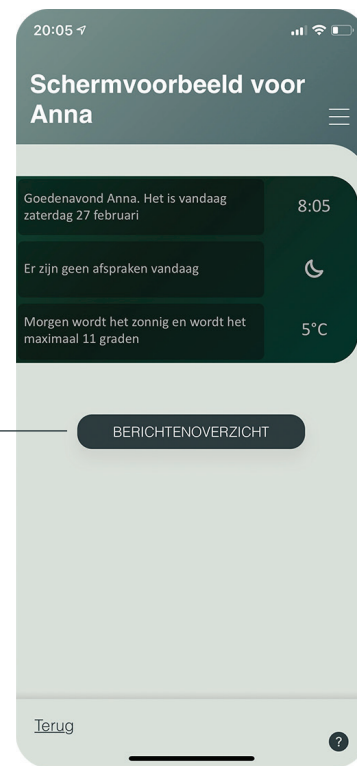 20:05
Schermvoorbeeld voor
Anna
Goedenavond Anna. Het is vandaag
zaterdag 27 februari
8:05
Er zijn geen afspraken vandaag
Morgen wordt het zonnig en wordt het
maximaal 11 graden
5°C
BERICHTENOVERZICHT
Terug
?